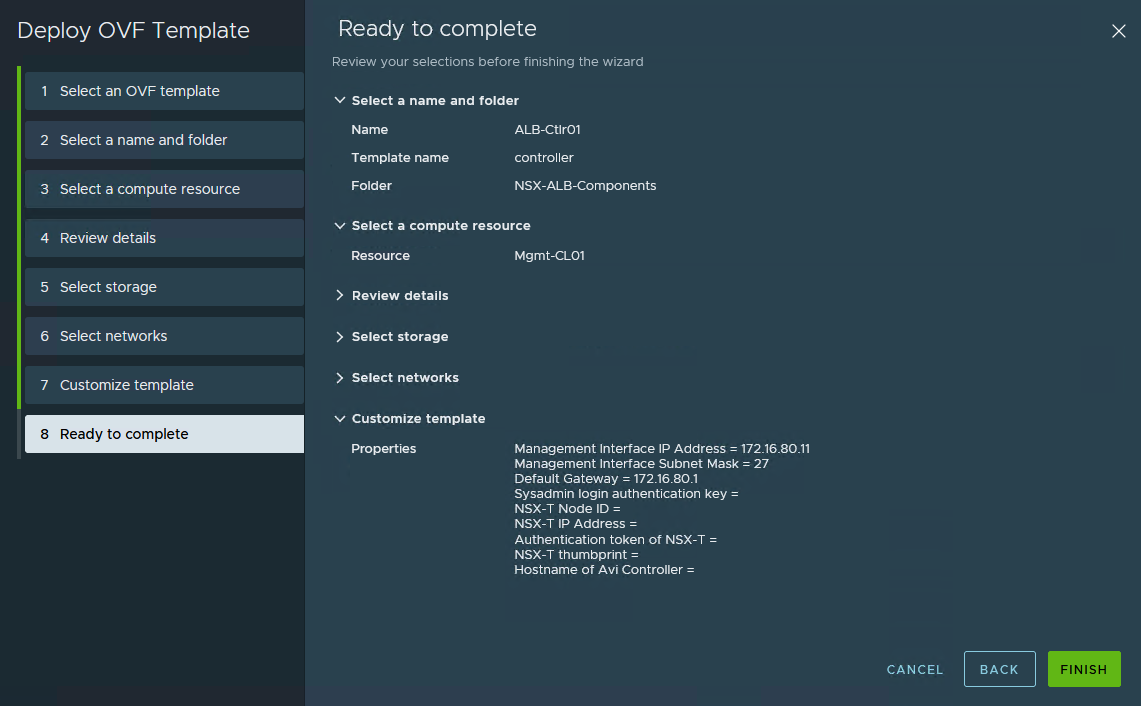 Deploy OVF Template
1 Select an OVF template
2 Select a name and folder
3 Select a compute resource
4 Review details
5 Select storage
6 Select networks
7 Customize template
8 Ready to complete
Ready to complete
Review your selections before finishing the wizard
Select a name and folder
Name ALB-Ctlr01
Template name controller
Folder NSX-ALB-Components
Select a compute resource
Resource Mgmt-CL01
Review details
Select storage
Select networks
Customize template
Properties Management Interface IP Address = 172.16.80.11
Management Interface Subnet Mask = 27
Default Gateway = 172.16.80.1
Sysadmin login authentication key =
NSX-T Node ID =
NSX-T IP Address =
Authentication token of NSX-T =
NSX-T thumbprint =
Hostname of Avi Controller =
CANCEL BACK FINISH